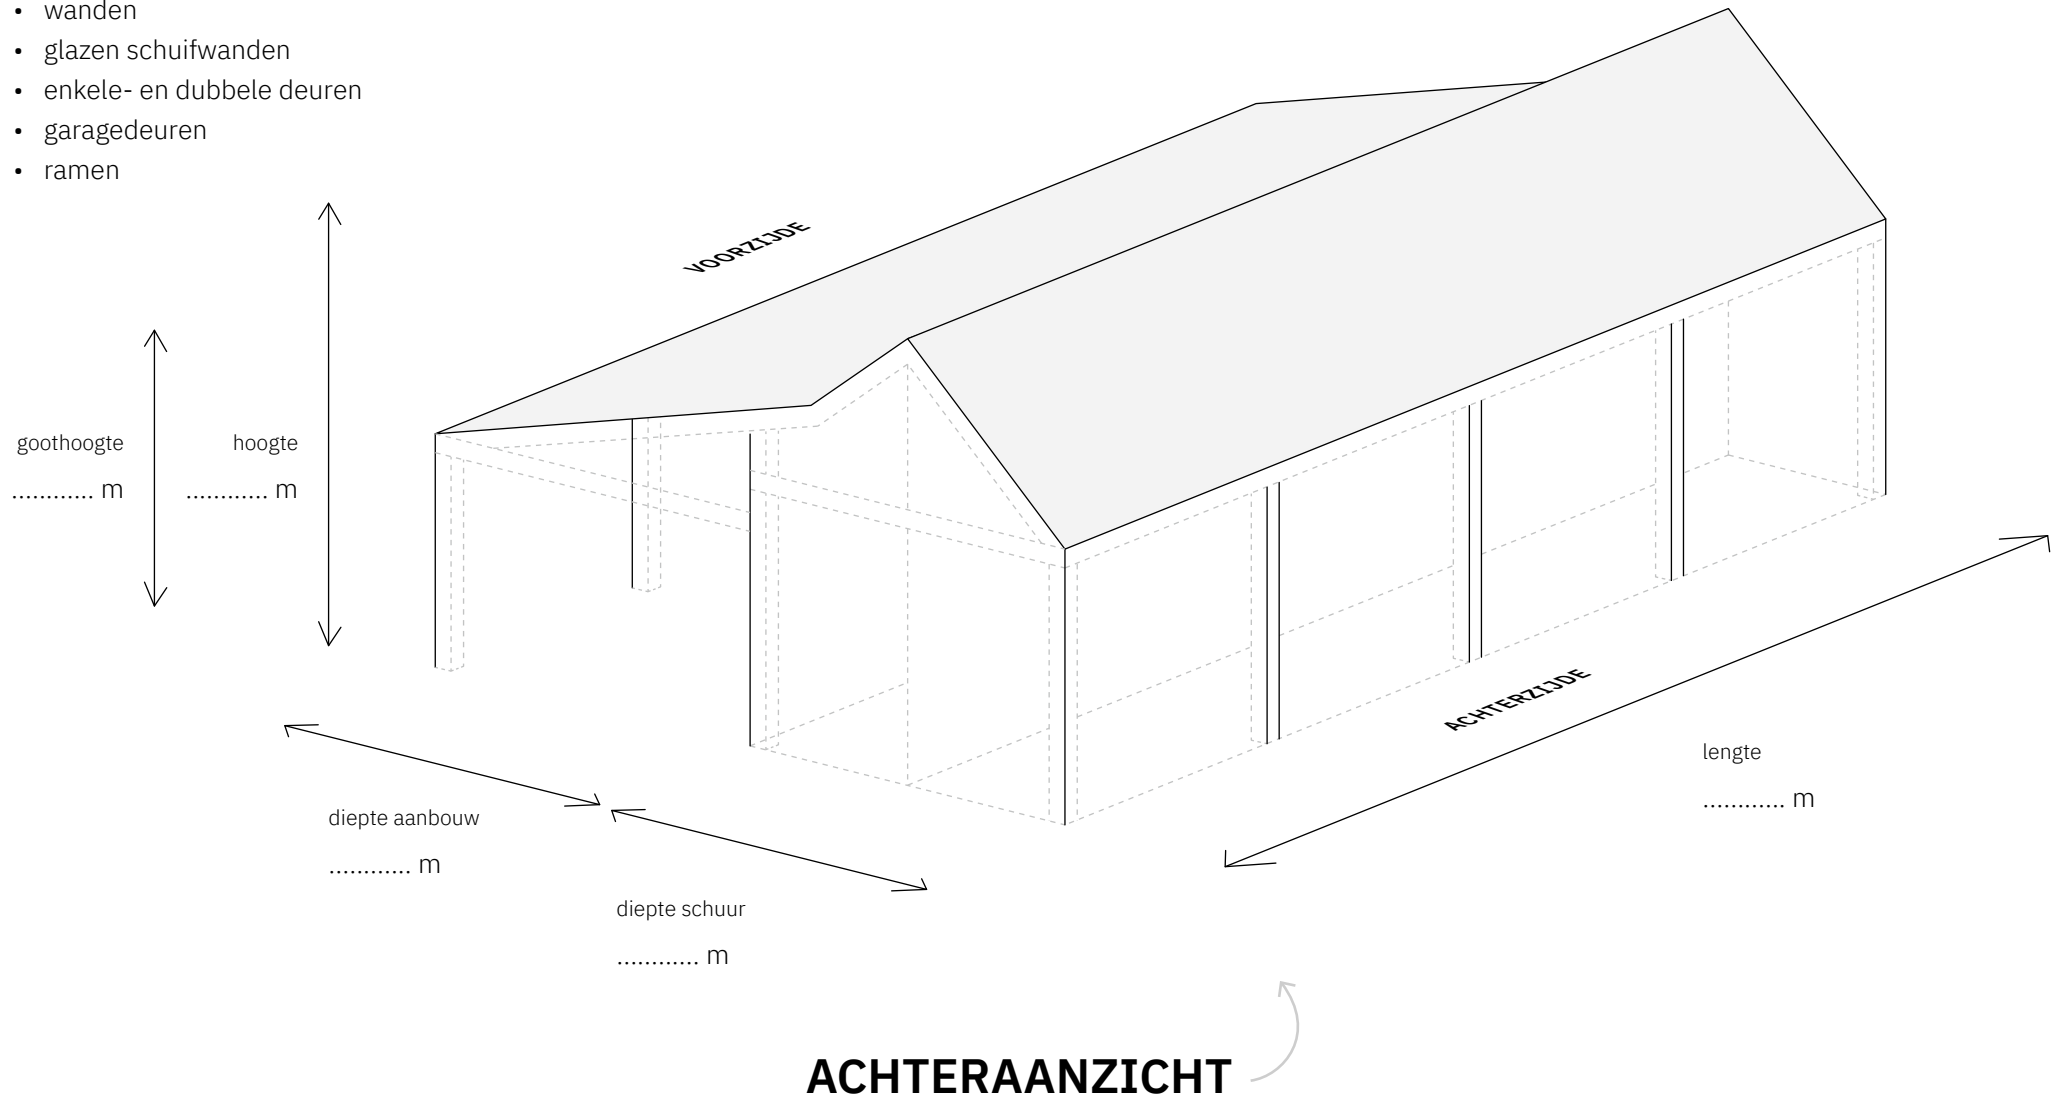 • wanden
• glazen schuifwanden
• enkele- en dubbele deuren
• garagedeuren
• ramen
VOORZIJDE
goothoogte
............ m
hoogte
............ m
ACHTERZIJDE
lengte
............ m
diepte aanbouw
............ m
diepte schuur
............ m
ACHTERAANZICHT